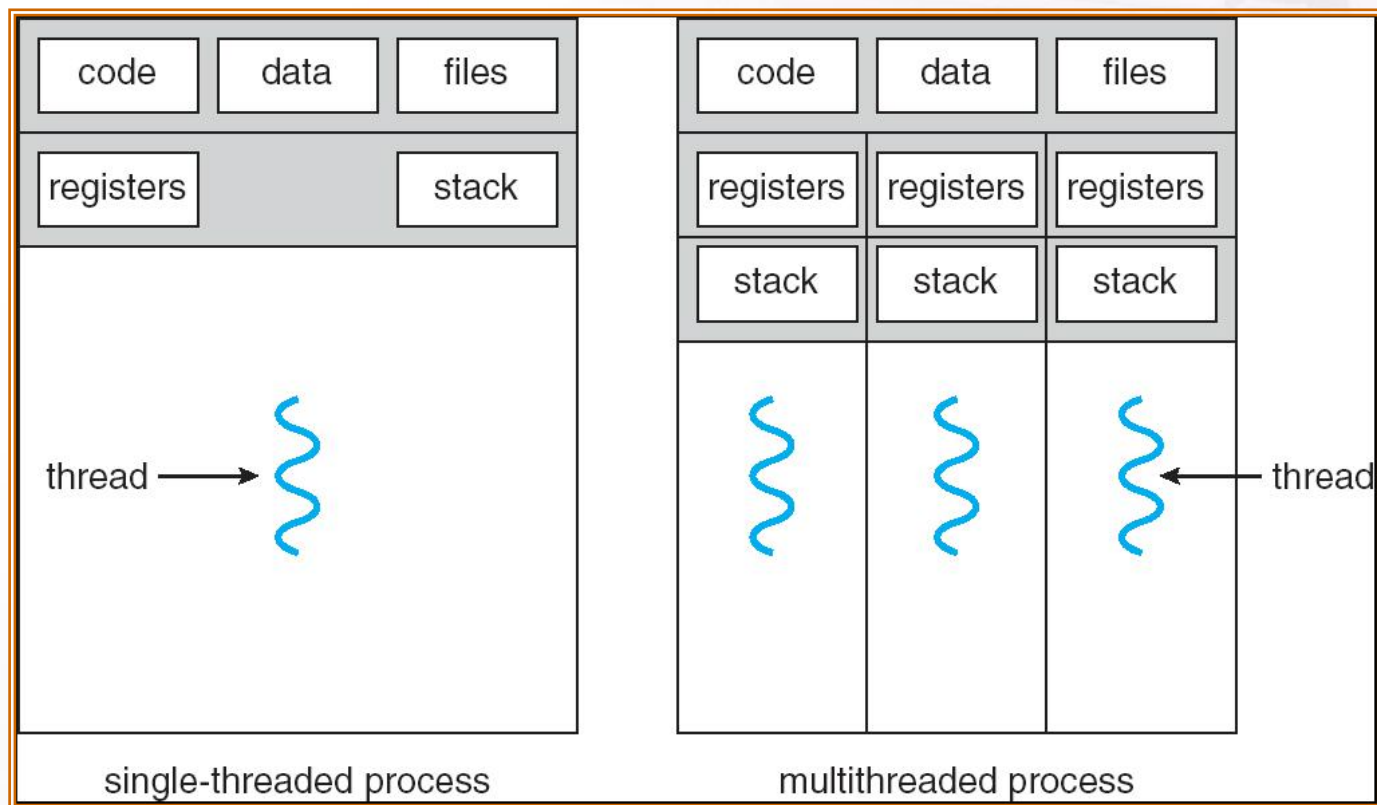 code data files
registers stack
thread
single-threaded process
code data files
registers registers registers
stack stack stack
thread
multithreaded process